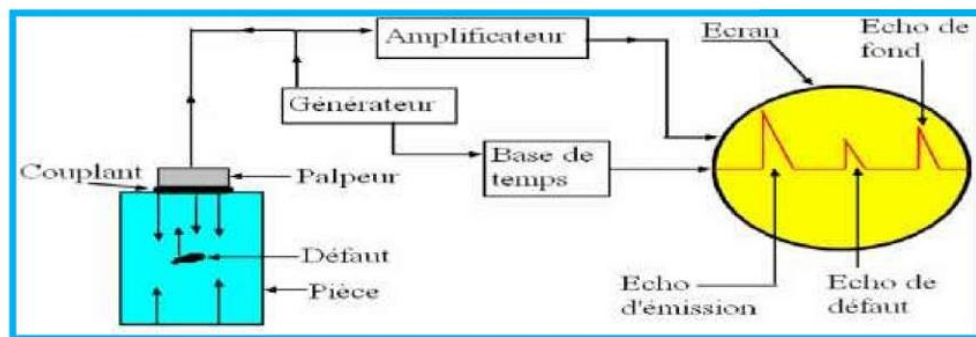 Amplificateur
Ecran
Echo de
fond
Générateur
Base de
temps
Couplant
Palpeur
Défaut
Pièce
Echo
d'émission
Echo de
défaut